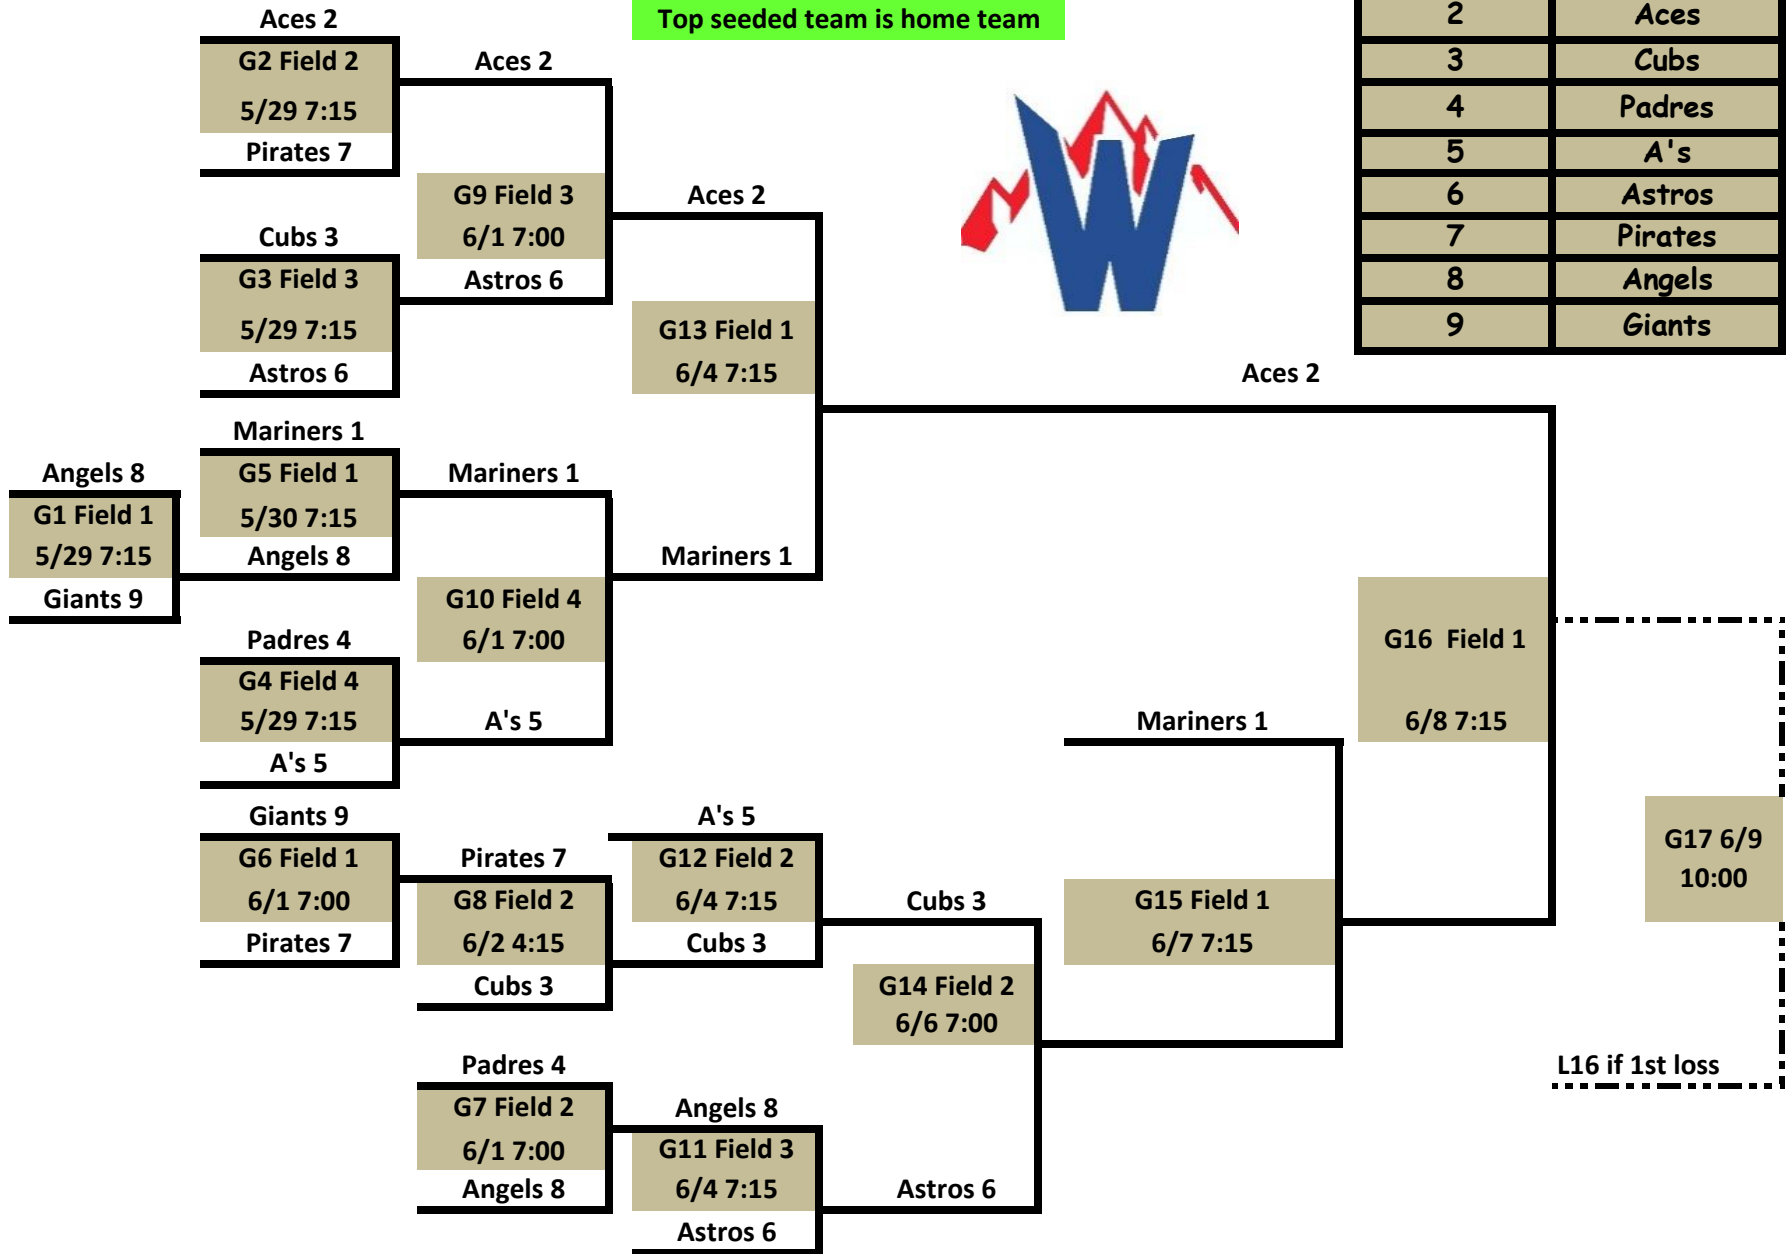 Aces 2
Top seeded team is home team
2 Aces
G2 Field 2
Aces 2
3 Cubs
5/29 7:15
4 Padres
Pirates 7
5 A's
G9 Field 3
Aces 2
6 Astros
Cubs 3
6/1 7:00
7 Pirates
G3 Field 3
Astros 6
8 Angels
5/29 7:15
G13 Field 1
9 Giants
Astros 6
6/4 7:15
Aces 2
Mariners 1
Angels 8
G5 Field 1
Mariners 1
G1 Field 1
5/30 7:15
5/29 7:15
Angels 8
Mariners 1
Giants 9
G10 Field 4
Padres 4
6/1 7:00
G16 Field 1
G4 Field 4
5/29 7:15
A's 5
Mariners 1
6/8 7:15
A's 5
Giants 9
A's 5
G6 Field 1
Pirates 7
G12 Field 2
G17 6/9
10:00
6/1 7:00
G8 Field 2
6/4 7:15
Cubs 3
G15 Field 1
Pirates 7
6/2 4:15
Cubs 3
6/7 7:15
Cubs 3
G14 Field 2
6/6 7:00
Padres 4
L16 if 1st loss
G7 Field 2
Angels 8
6/1 7:00
G11 Field 3
Angels 8
6/4 7:15
Astros 6
Astros 6
W